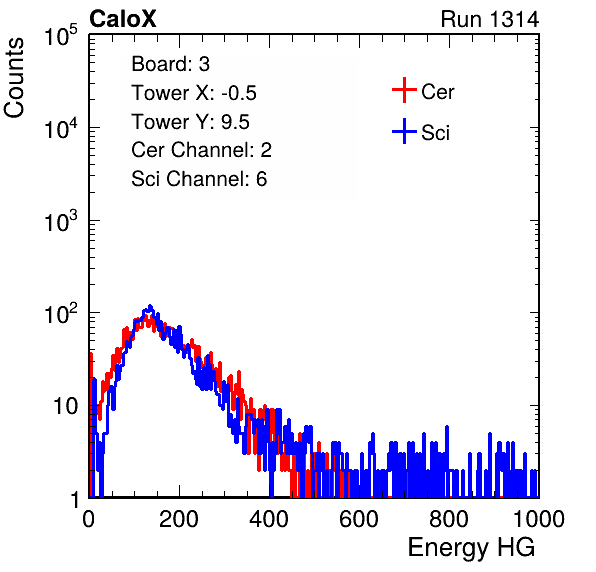 CaloX Run 1314
Counts
10^5
10^4
10^3
10^2
10
1
Board: 3
Tower X: -0.5
Tower Y: 9.5
Cer Channel: 2
Sci Channel: 6
Cer
Sci
0 200 400 600 800 1000
Energy HG